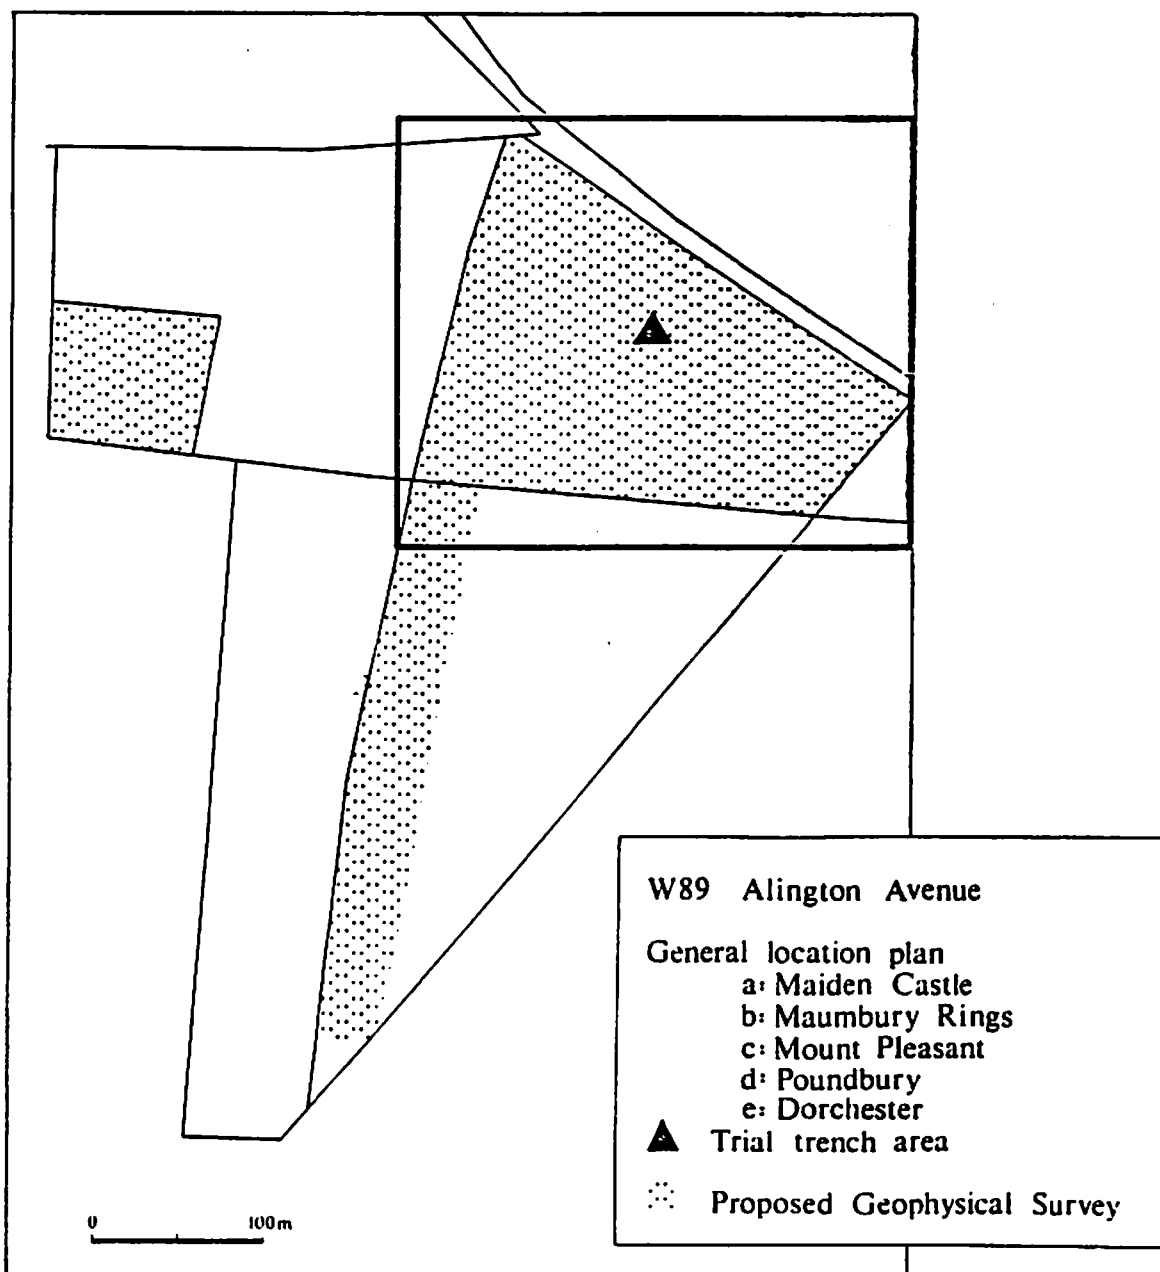 W89 Alington Avenue
General location plan
a: Maiden Castle
b: Maumbury Rings
c: Mount Pleasant
d: Poundbury
e: Dorchester
Trial trench area
Proposed Geophysical Survey
0 100m